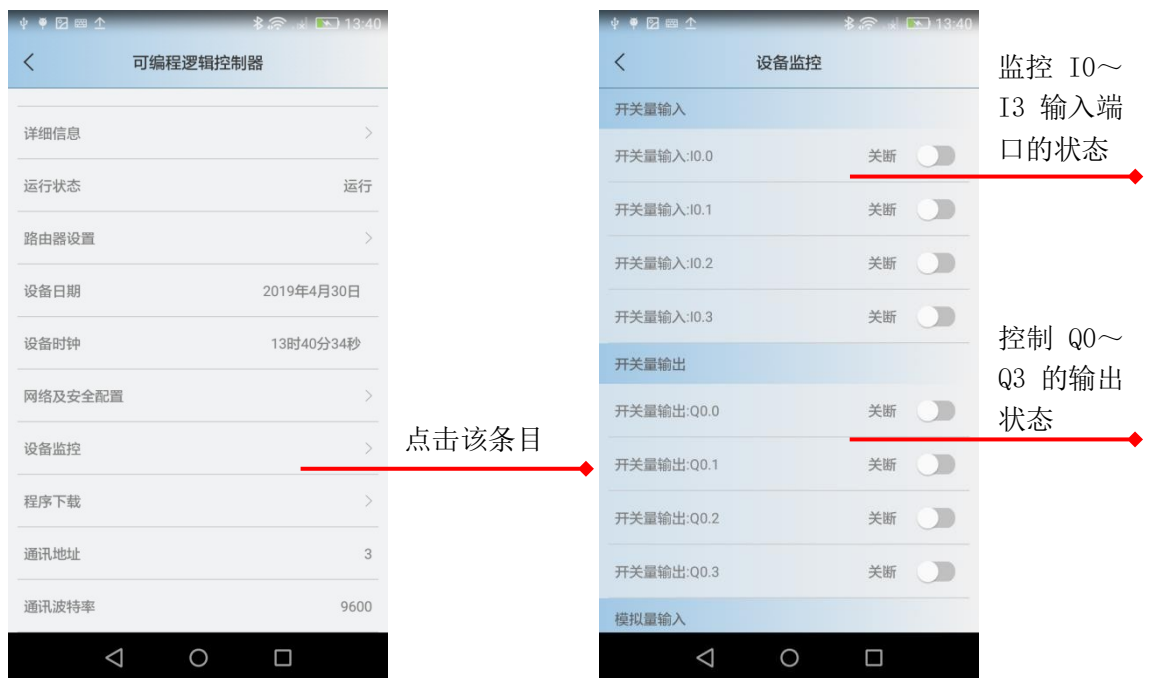 13:40
可编程逻辑控制器
详细信息
运行状态 运行
路由器设置
设备日期 2019年4月30日
设备时钟 13时40分34秒
网络及安全配置
设备监控
程序下载
通讯地址 3
通讯波特率 9600
点击该条目
13:40
设备监控
开关量输入
开关量输入:I0.0 关断
开关量输入:I0.1 关断
开关量输入:I0.2 关断
开关量输入:I0.3 关断
开关量输出
开关量输出:Q0.0 关断
开关量输出:Q0.1 关断
开关量输出:Q0.2 关断
开关量输出:Q0.3 关断
模拟量输入
监控 I0～
I3 输入端
口的状态
控制 Q0～
Q3 的输出
状态